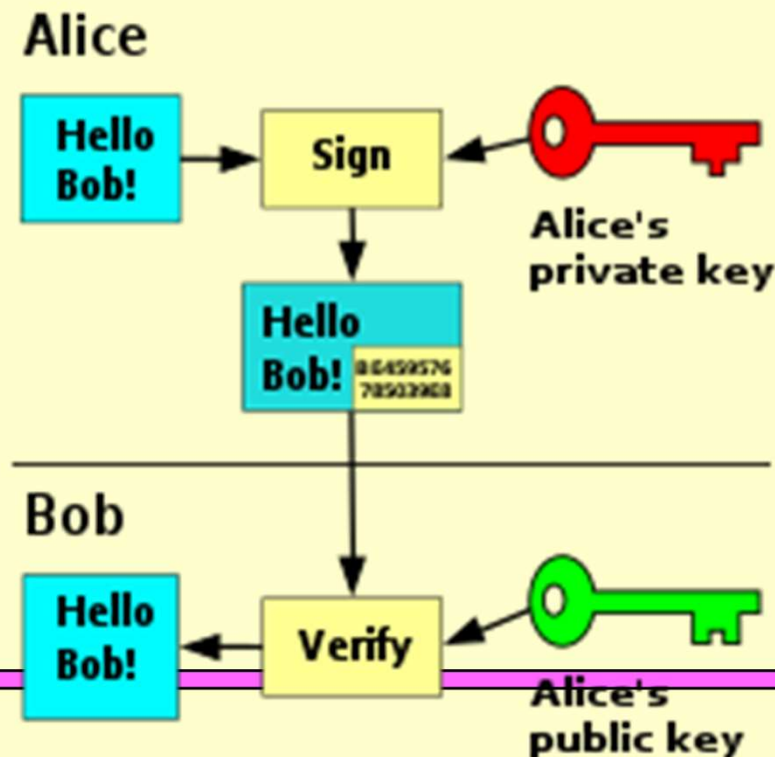 Alice
Hello
Bob!
Sign
Alice's
private key
Hello
Bob!
Bob
Hello
Bob!
Verify
Alice's
public key